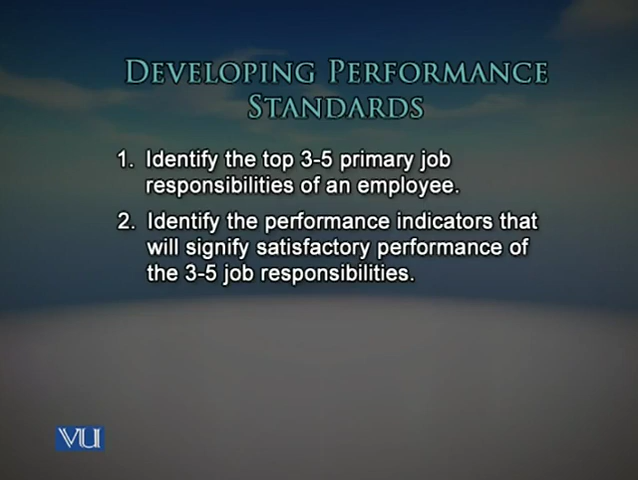 DEVELOPING PERFORMANCE
STANDARDS
1. Identify the top 3-5 primary job
responsibilities of an employee.
2. Identify the performance indicators that
will signify satisfactory performance of
the 3-5 job responsibilities.
VU